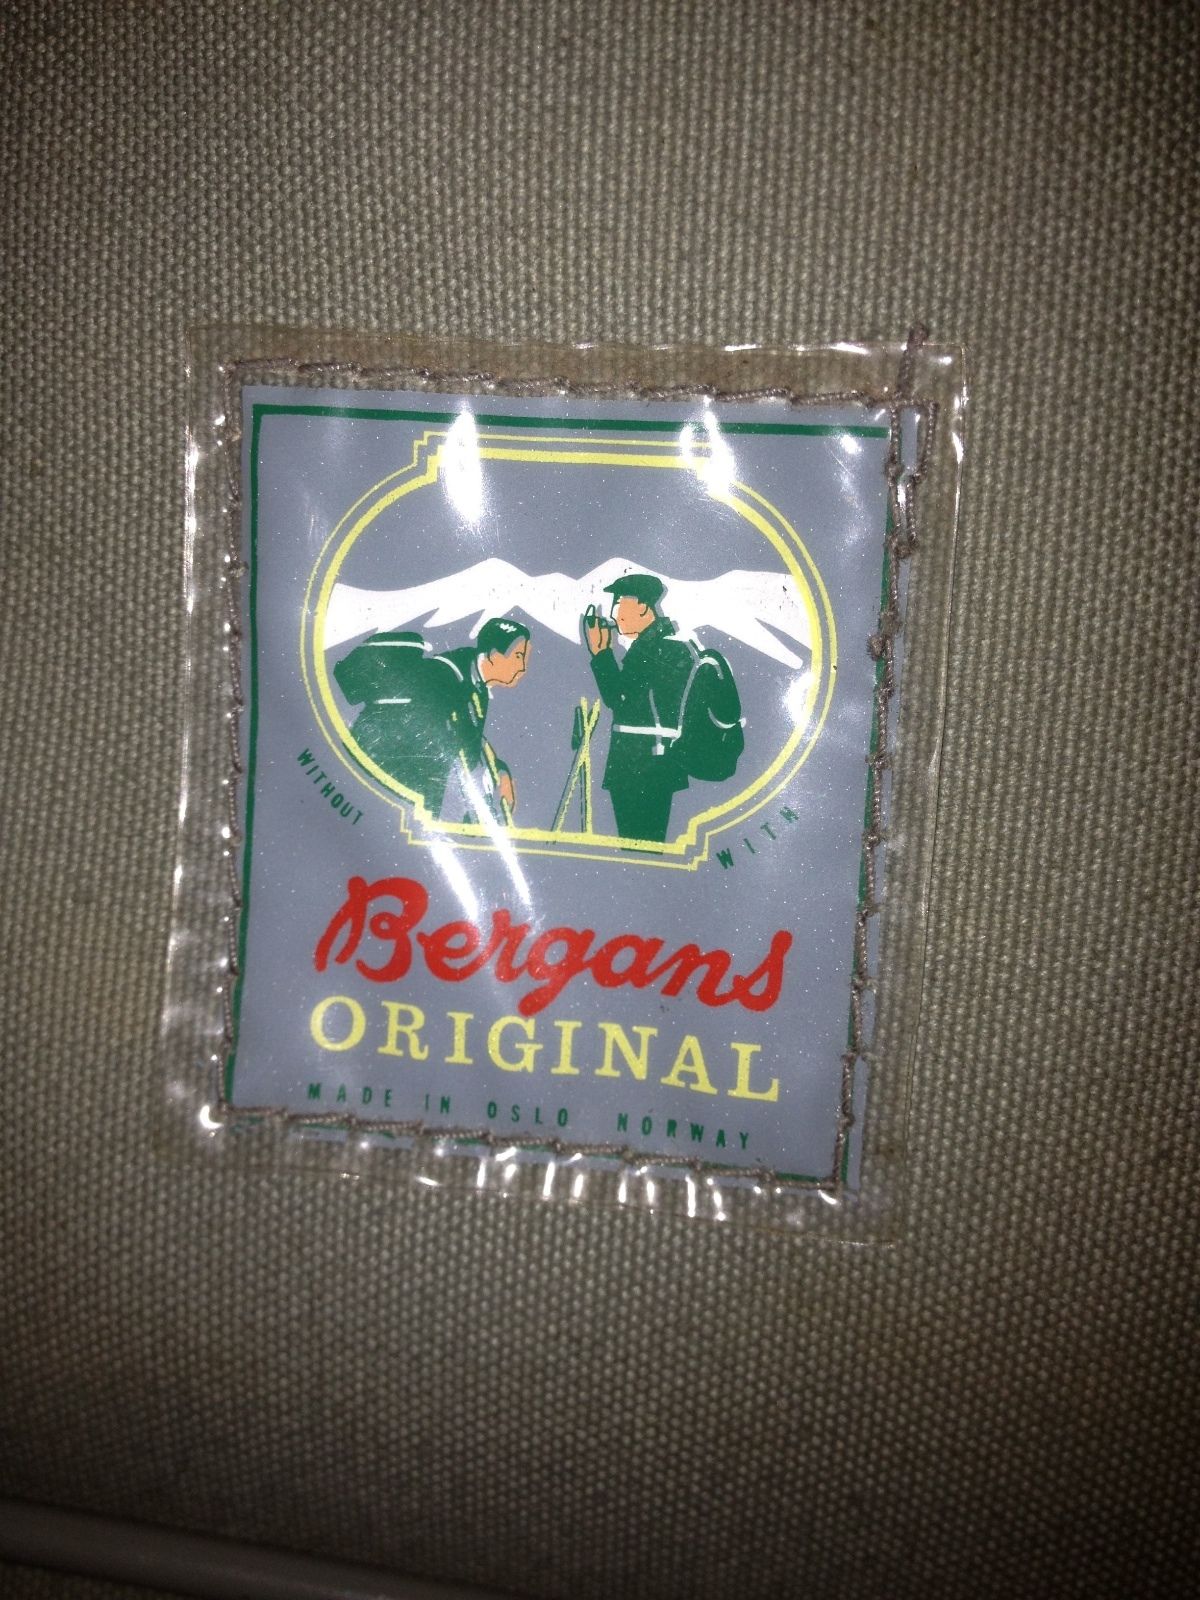 WITHOUT
WITH
Bergans
ORIGINAL
MADE IN OSLO NORWAY